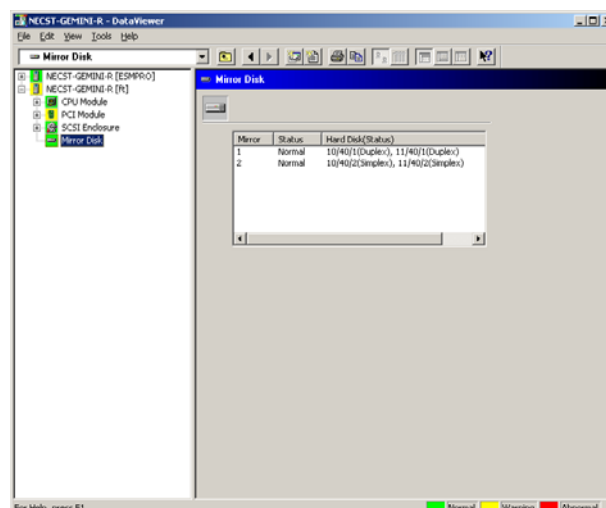 NECST-GEMINI-R - DataViewer
File Edit View Tools Help
Mirror Disk
NECST-GEMINI-R [ESMPRO]
NECST-GEMINI-R [ft]
CPU Module
PCI Module
SCSI Enclosure
Mirror Disk
Mirror Disk
Mirror Status Hard Disk(Status)
1 Normal 10/40/1(Duplex), 11/40/1(Duplex)
2 Normal 10/40/2(Simplex), 11/40/2(Simplex)
For Help, press F1 Normal Warning Abnormal